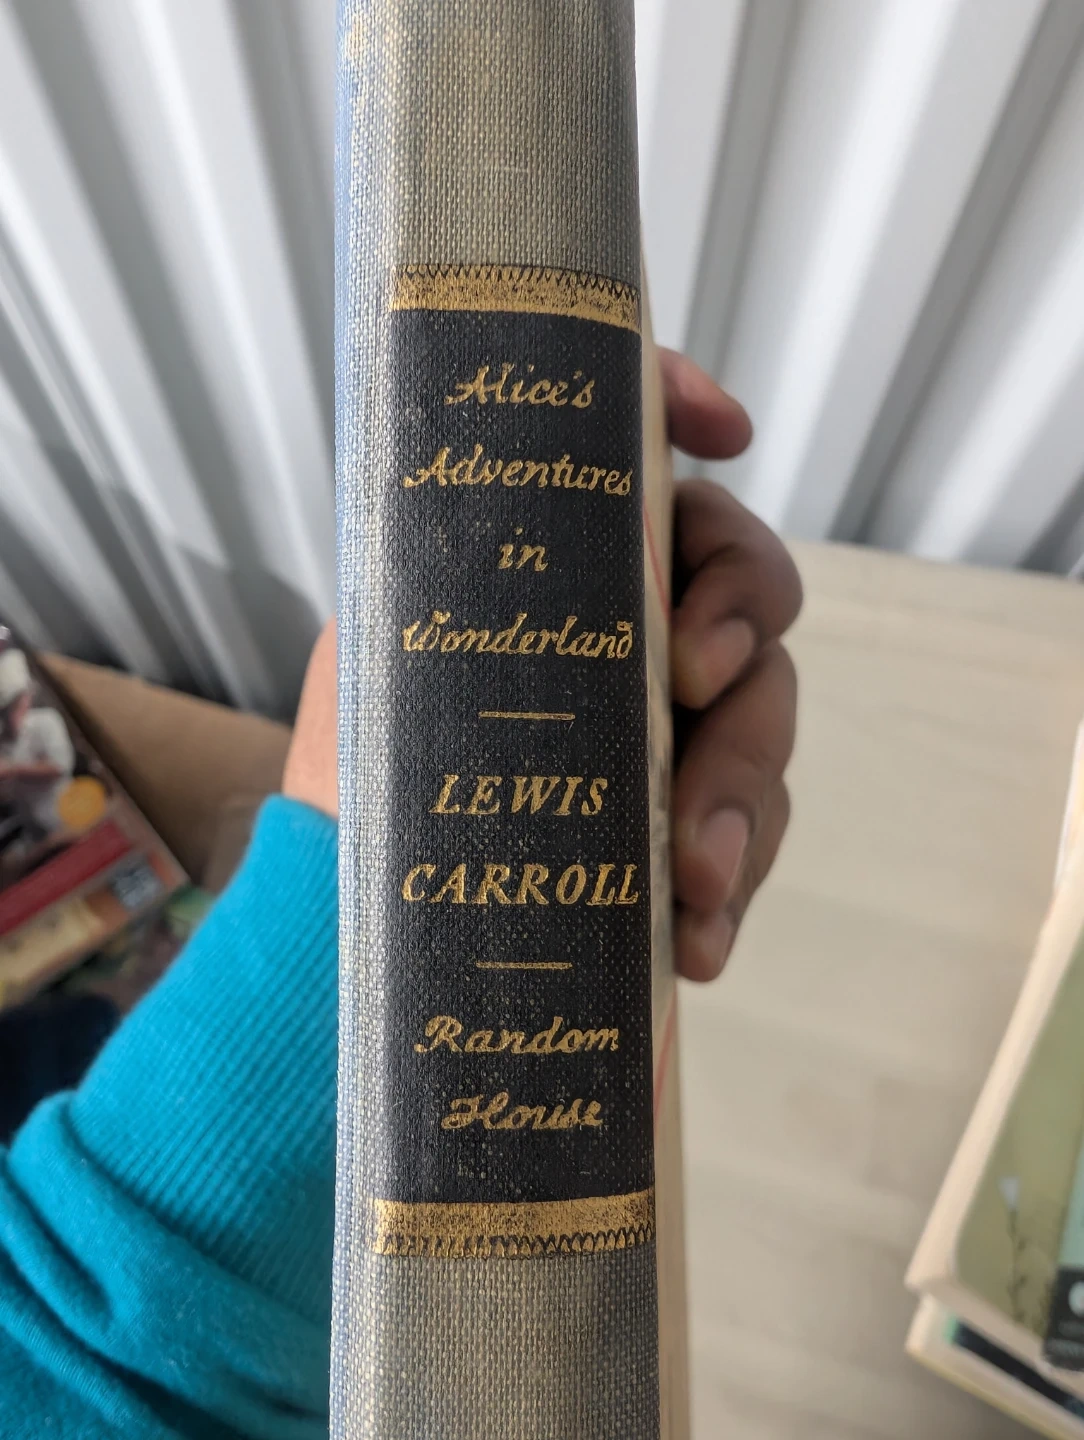 Alice's
Adventures
in
Wonderland
LEWIS
CARROLL
Random
House